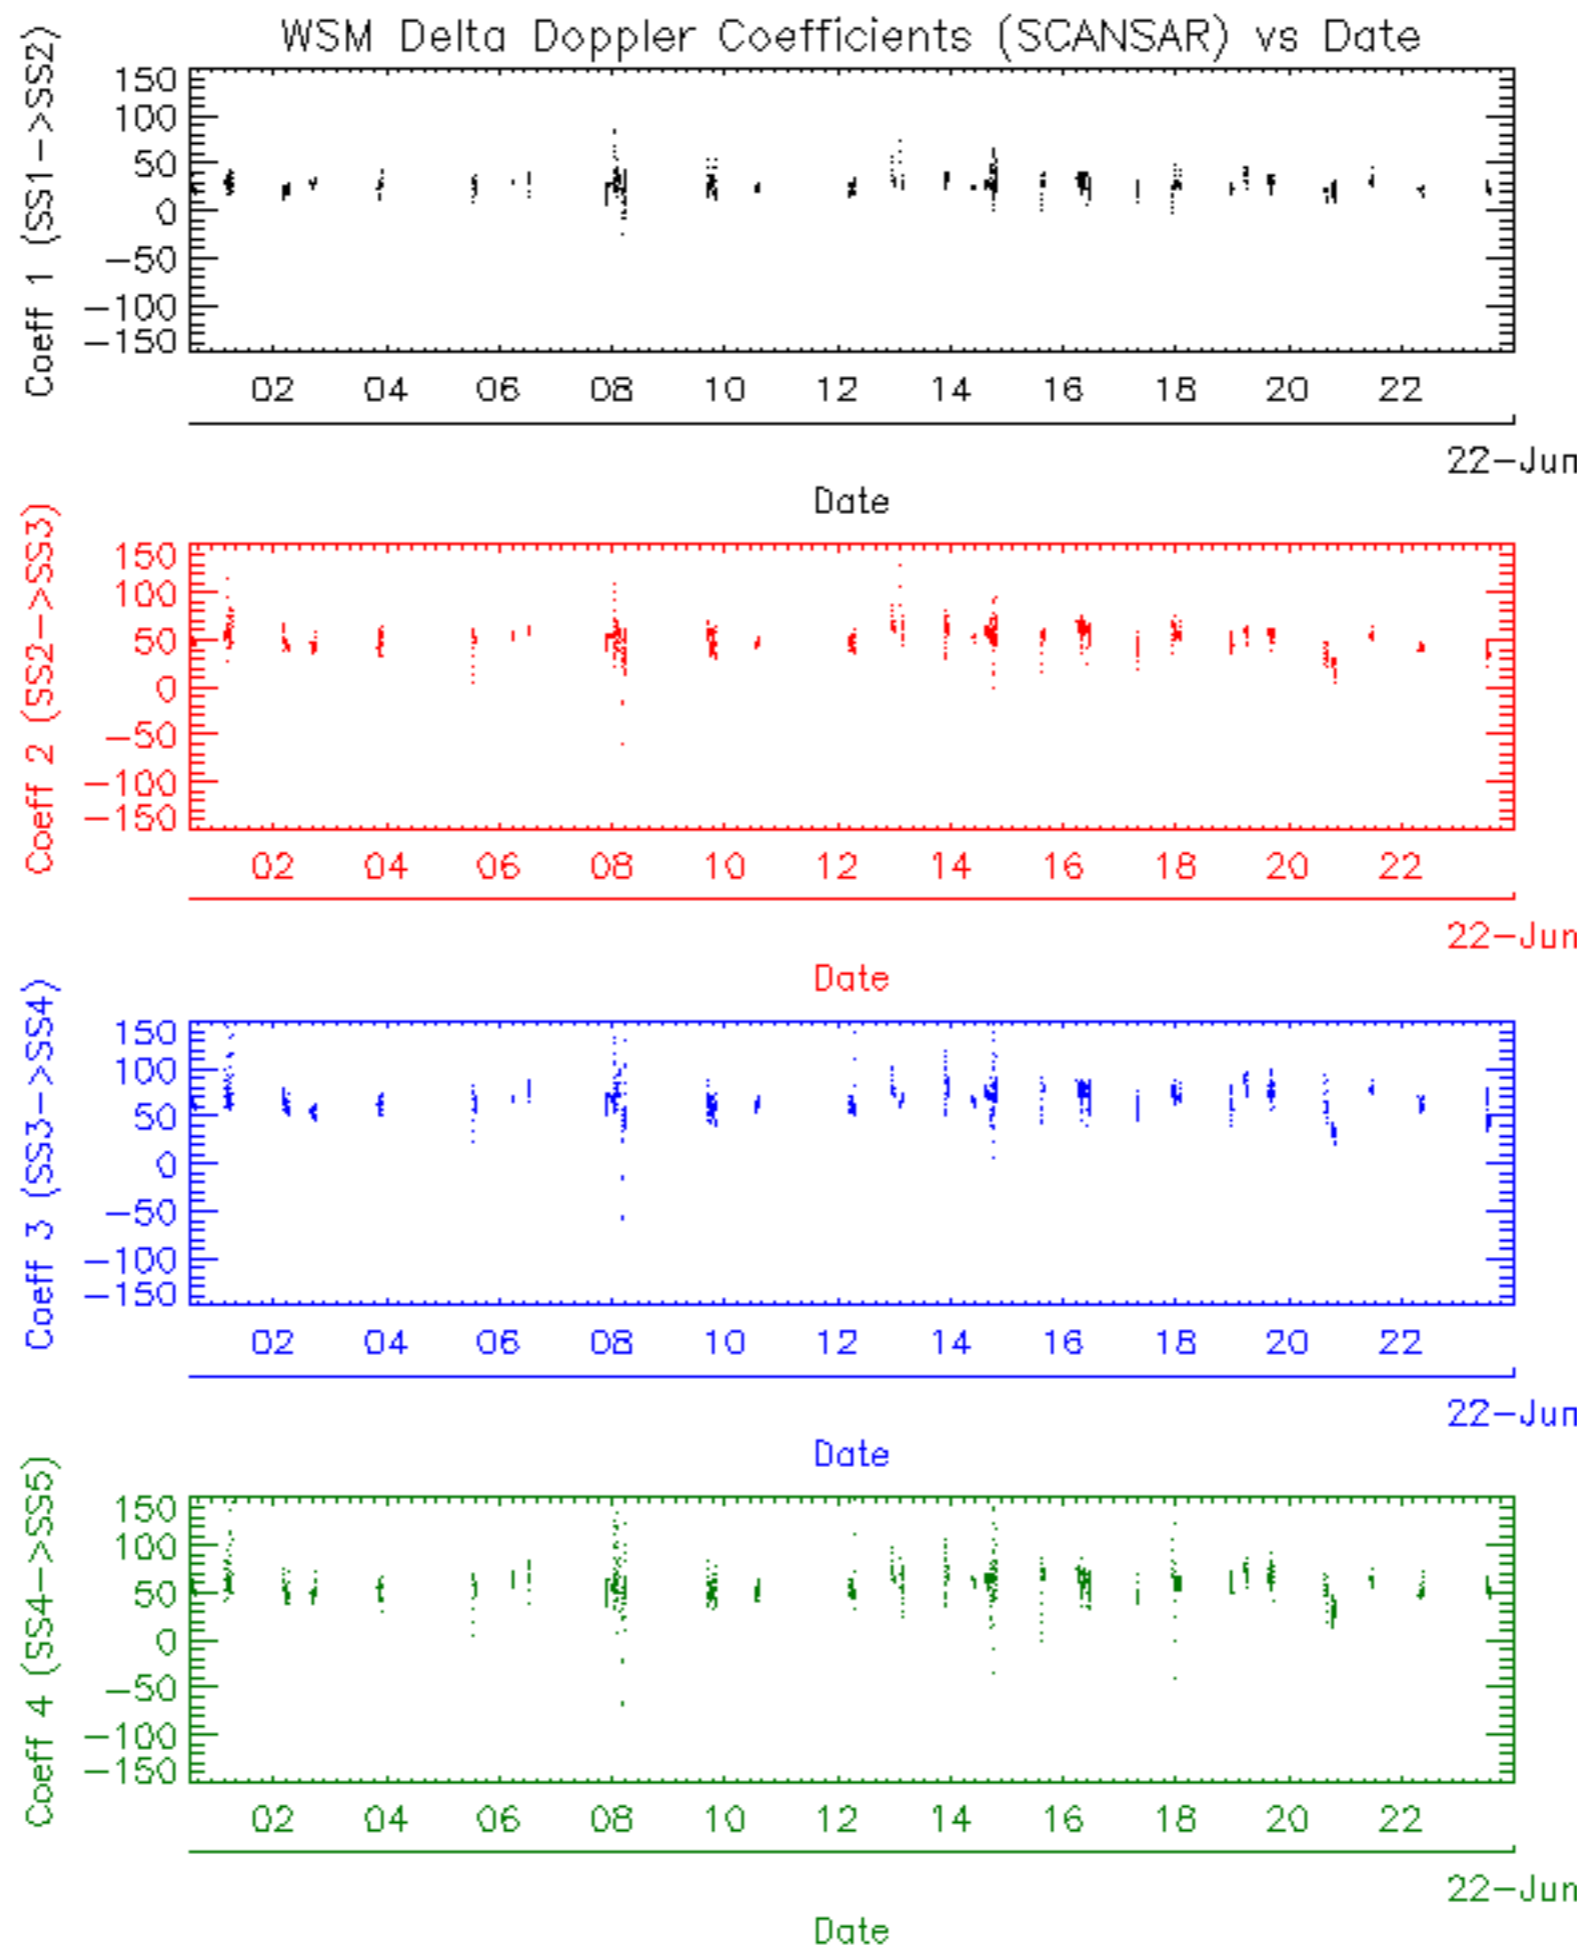 WSM Delta Doppler Coefficients (SCANSAR) vs Date
Coeff 1 (SS1->SS2)
150
100
50
0
-50
-100
-150
02 04 06 08 10 12 14 16 18 20 22
22-Jun
Date
Coeff 2 (SS2->SS3)
150
100
50
0
-50
-100
-150
02 04 06 08 10 12 14 16 18 20 22
22-Jun
Date
Coeff 3 (SS3->SS4)
150
100
50
0
-50
-100
-150
02 04 06 08 10 12 14 16 18 20 22
22-Jun
Date
Coeff 4 (SS4->SS5)
150
100
50
0
-50
-100
-150
02 04 06 08 10 12 14 16 18 20 22
22-Jun
Date